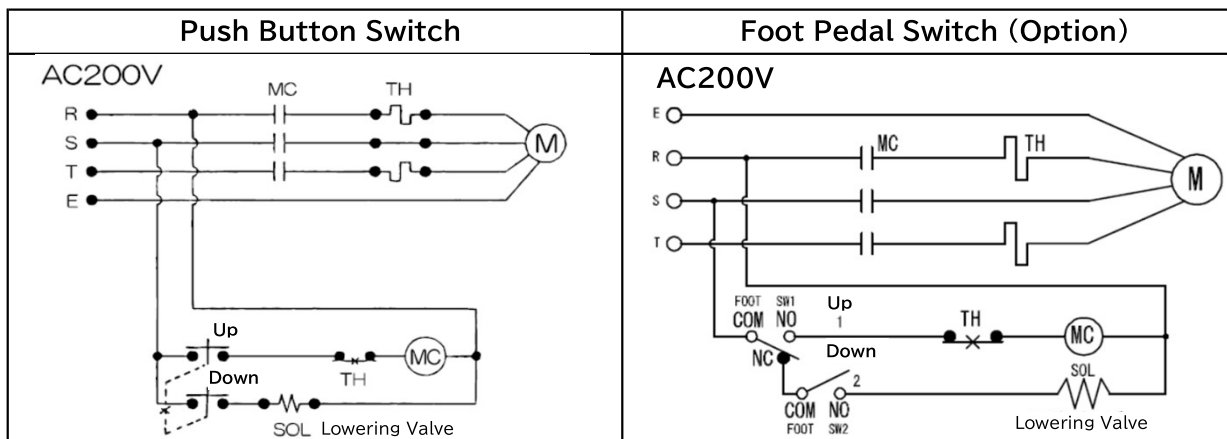 Push Button Switch
AC200V
MC
TH
R
S
T
E
M
Up
Down
TH
MC
SOL Lowering Valve
Foot Pedal Switch (Option)
AC200V
E
R
S
T
MC
TH
M
FOOT SW1
COM NO
Up
1
TH
MC
NC
Down
2
SOL
COM NO
FOOT SW2
Lowering Valve